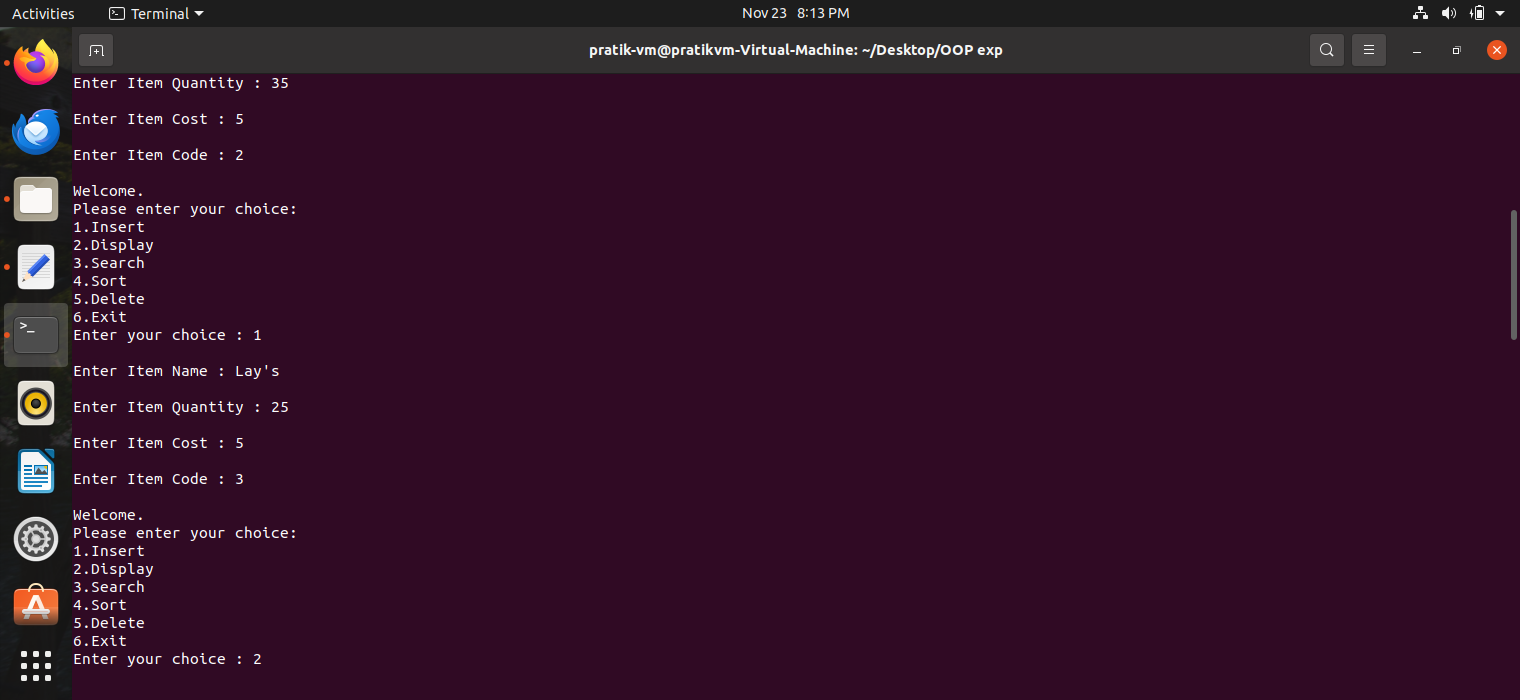 Activities
Terminal
Nov 23 8:13 PM
pratik-vm@pratikvm-Virtual-Machine: ~/Desktop/OOP exp
Enter Item Quantity : 35
Enter Item Cost : 5
Enter Item Code : 2
Welcome.
Please enter your choice:
1.Insert
2.Display
3.Search
4.Sort
5.Delete
6.Exit
Enter your choice : 1
Enter Item Name : Lay's
Enter Item Quantity : 25
Enter Item Cost : 5
Enter Item Code : 3
Welcome.
Please enter your choice:
1.Insert
2.Display
3.Search
4.Sort
5.Delete
6.Exit
Enter your choice : 2